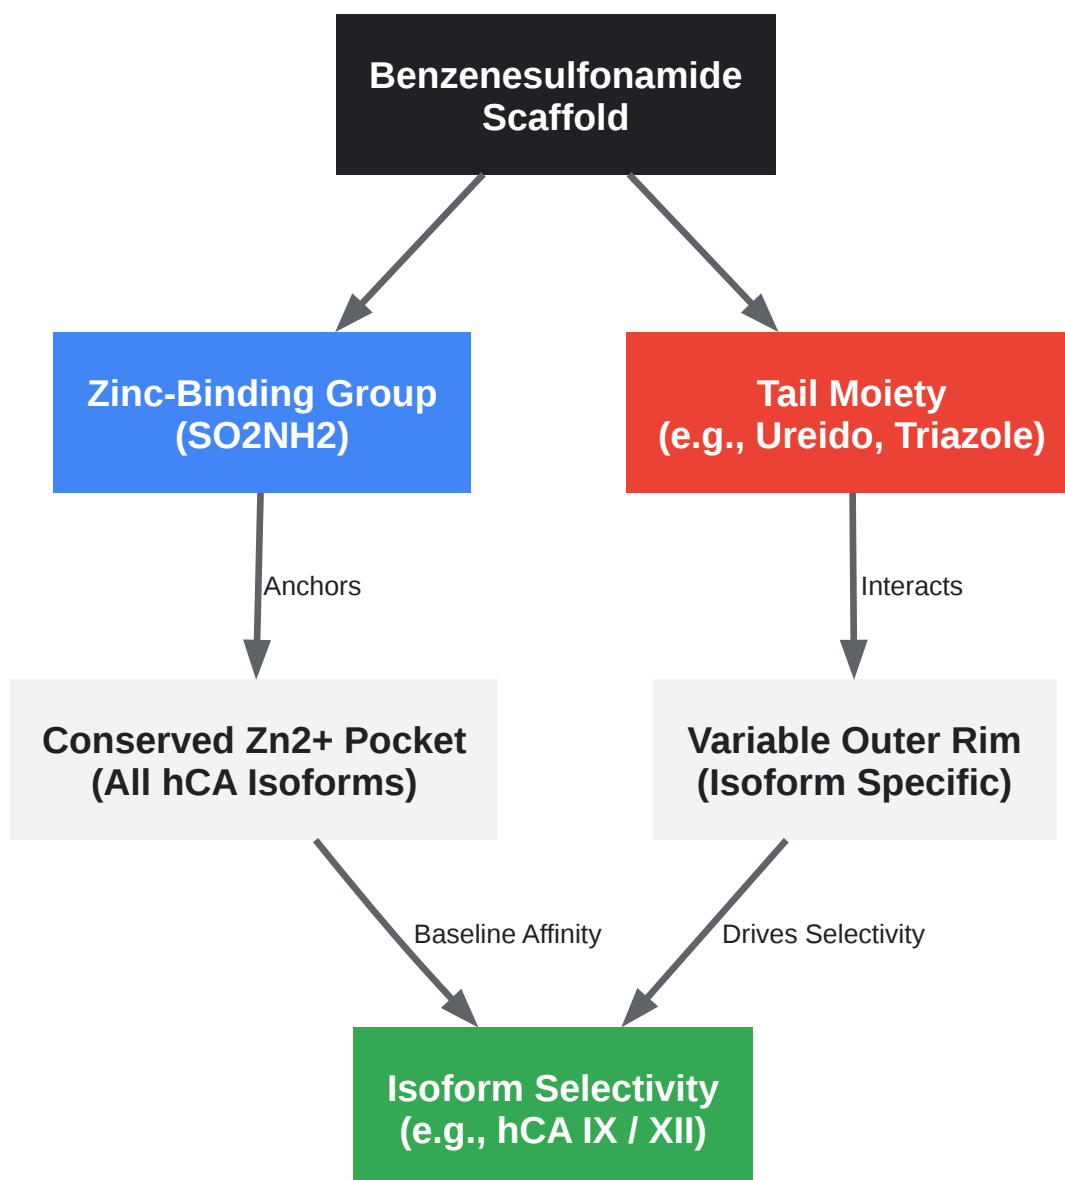 Benzenesulfonamide
Scaffold
Zinc-Binding Group
(SO2NH2)
Tail Moiety
(e.g., Ureido, Triazole)
Anchors
Interacts
Conserved Zn2+ Pocket
(All hCA Isoforms)
Variable Outer Rim
(Isoform Specific)
Baseline Affinity
Drives Selectivity
Isoform Selectivity
(e.g., hCA IX / XII)